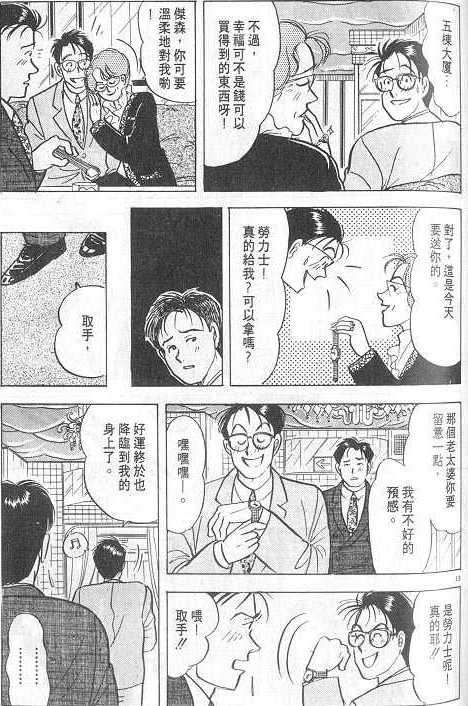 五棟大廈…
不過，
幸福可不是錢可以
買得到的東西呀！
傑森，你可要
溫柔地對我喲
！
對了，這是今天
要送你的。
勞力士！
真的給我？可以拿嗎？
取手，
那個老太婆你要
留意一點，
我有不好的
預感。
嘿嘿嘿！。
好運終於也
降臨到我的
身上了。
13
是勞力士呢！
真的耶!!
喂！
取手！
………